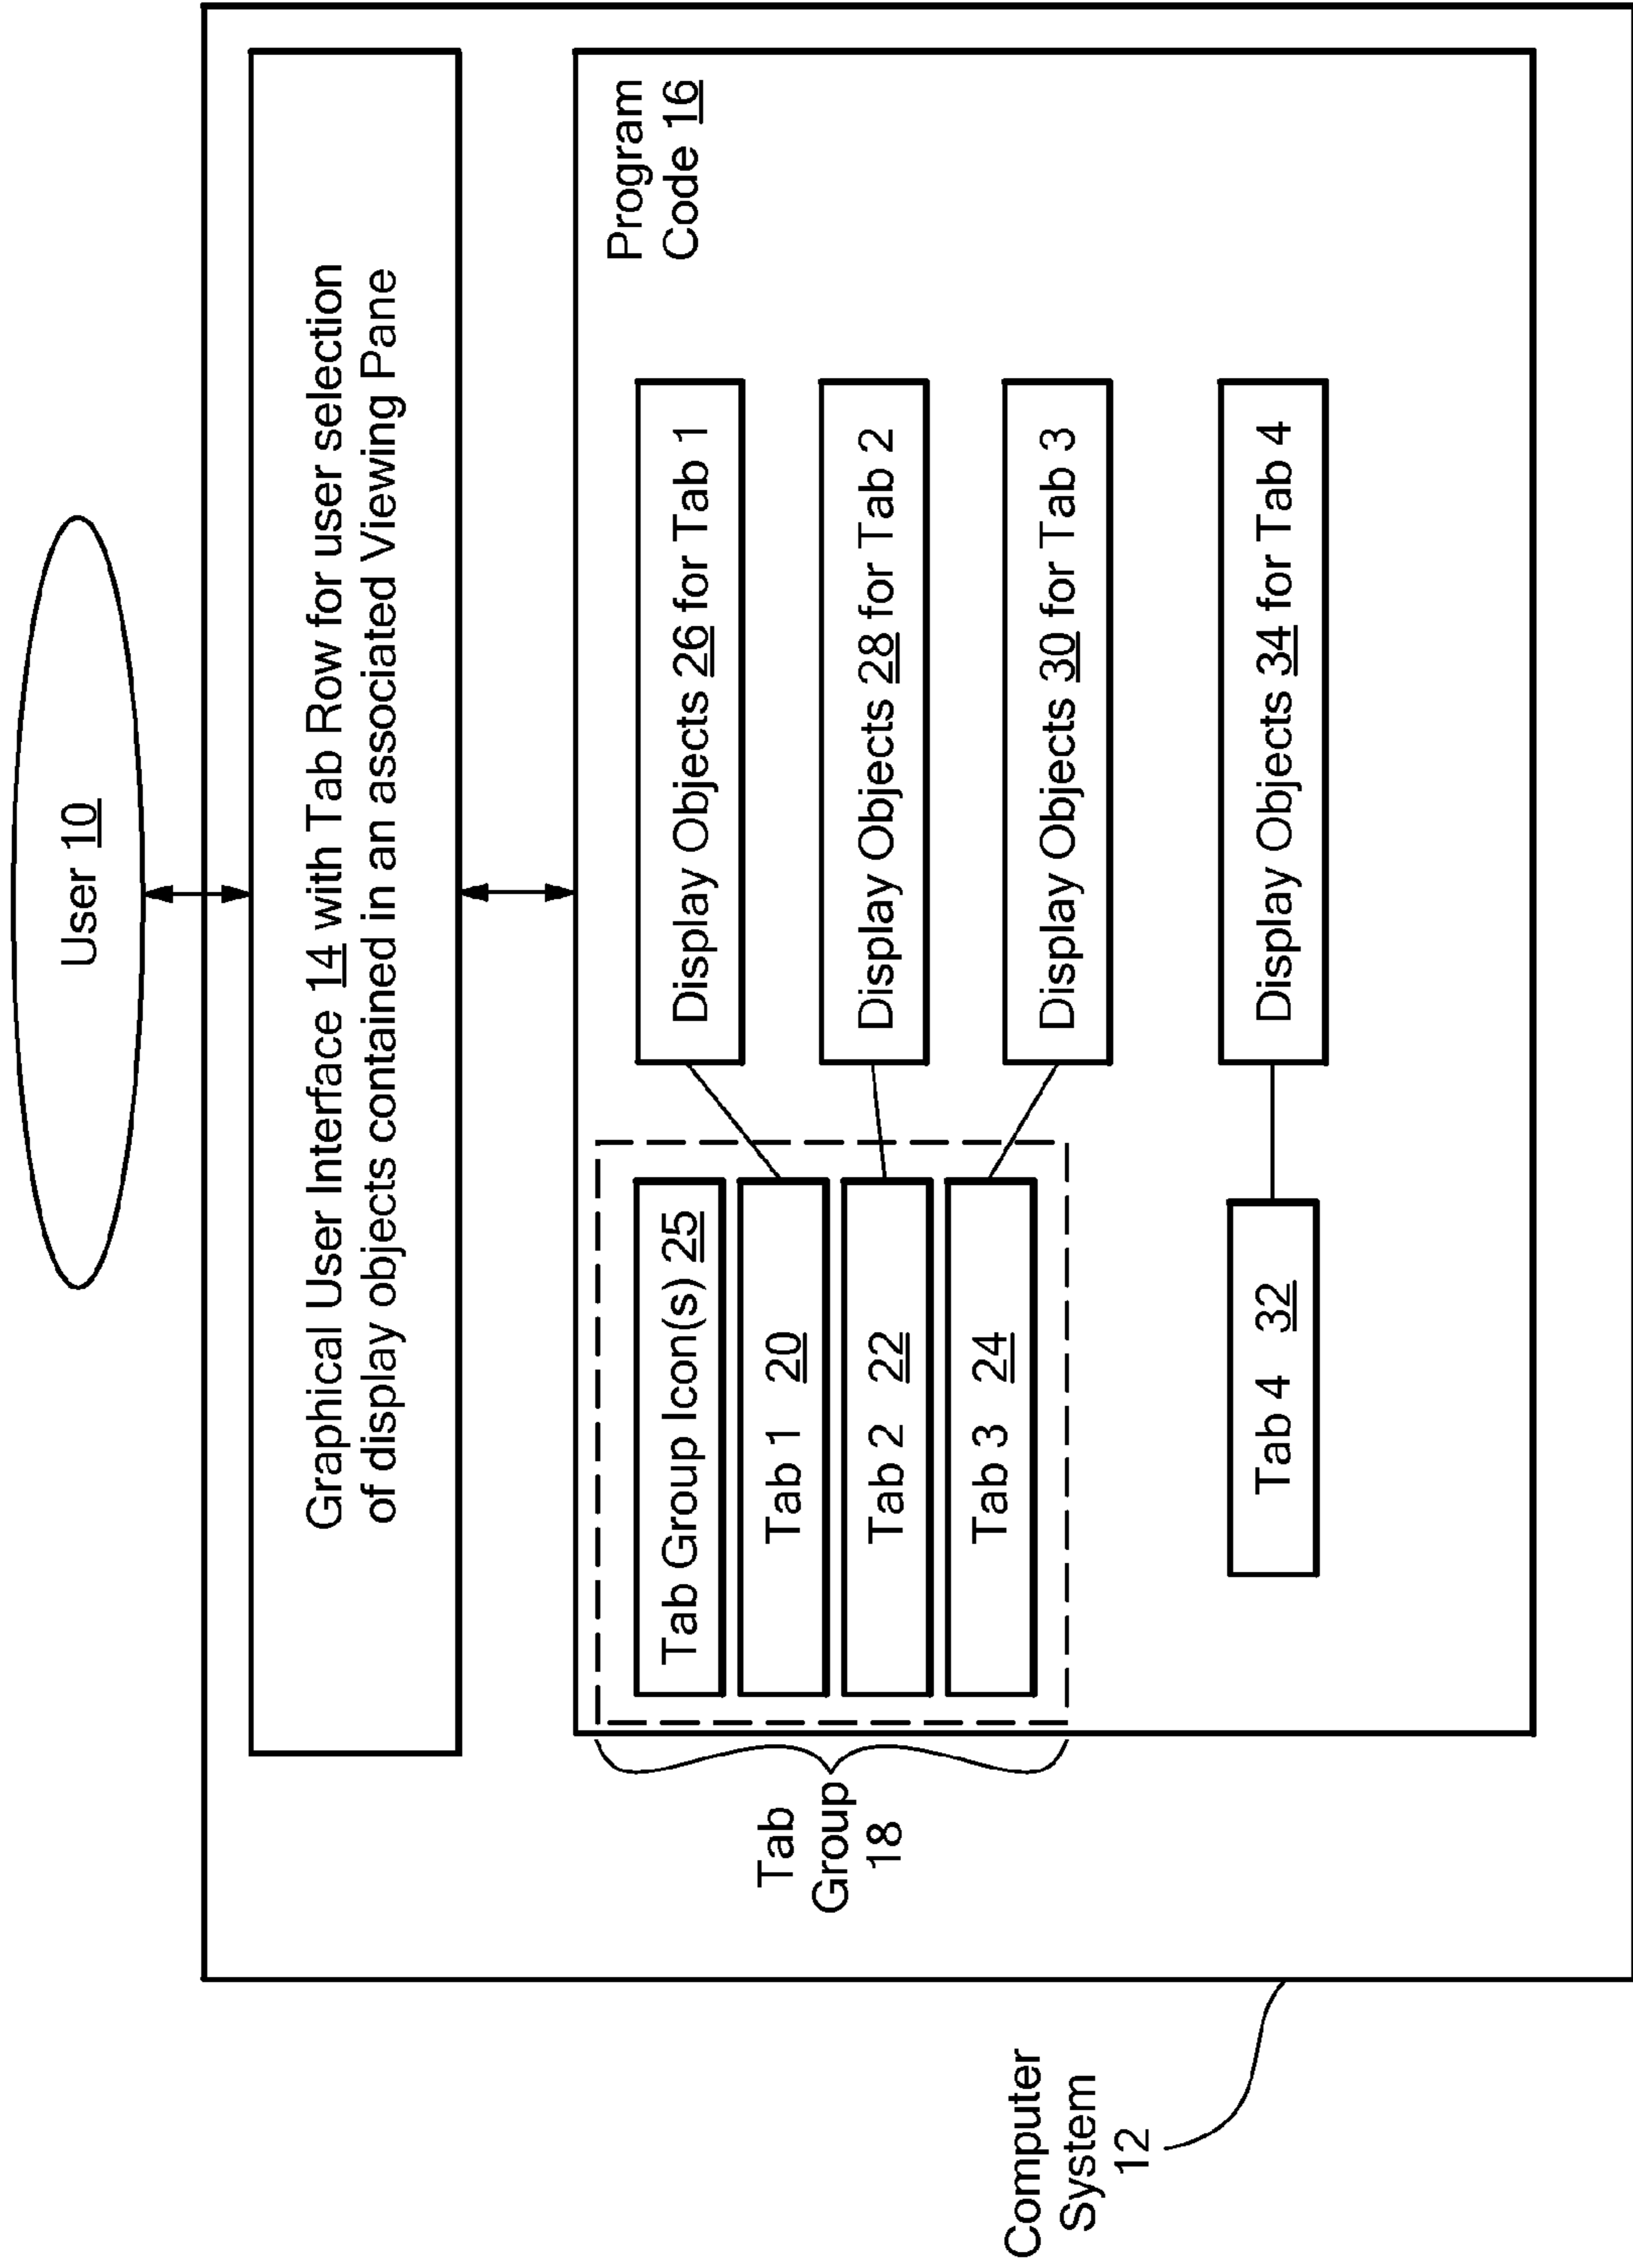 User 10
Graphical User Interface 14 with Tab Row for user selection
of display objects contained in an associated Viewing Pane
Program
Code 16
Tab Group Icon(s) 25
Tab 1 20
Tab 2 22
Tab 3 24
Display Objects 26 for Tab 1
Display Objects 28 for Tab 2
Display Objects 30 for Tab 3
Tab 4 32
Display Objects 34 for Tab 4
Tab
Group
18
Computer
System
12